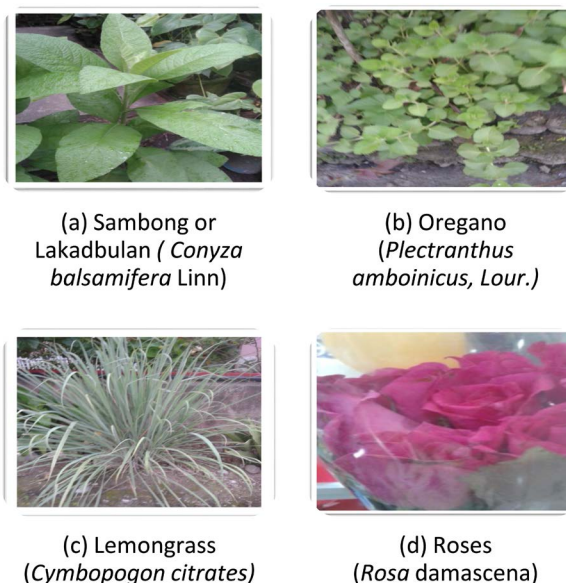 (a) Sambong or
Lakadbulan ( Conyza
balsamifera Linn)
(b) Oregano
(Plectranthus
amboinicus, Lour.)
(c) Lemongrass
(Cymbopogon citrates)
(d) Roses
(Rosa damascena)